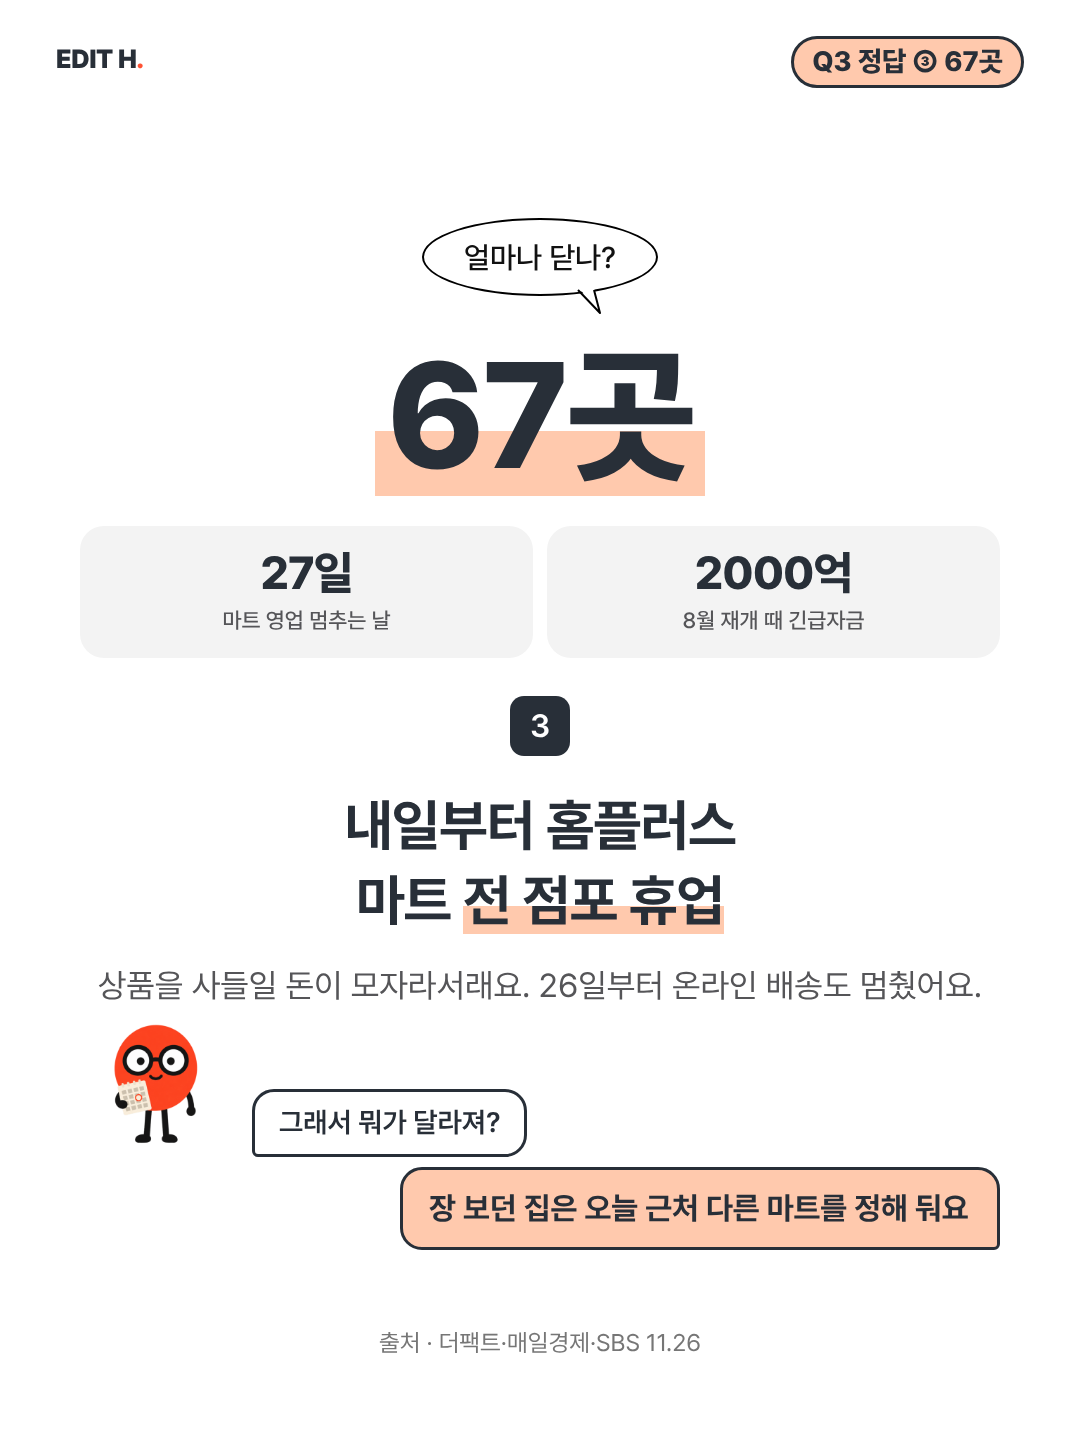 EDIT H.
Q3 정답 ③ 67곳
얼마나 닫나?
67곳
27일
마트 영업 멈추는 날
2000억
8월 재개 때 긴급자금
3
내일부터 홈플러스
마트 전 점포 휴업
상품을 사들일 돈이 모자라서래요. 26일부터 온라인 배송도 멈췄어요.
그래서 뭐가 달라져?
장 보던 집은 오늘 근처 다른 마트를 정해 둬요
출처 · 더팩트·매일경제·SBS 11.26